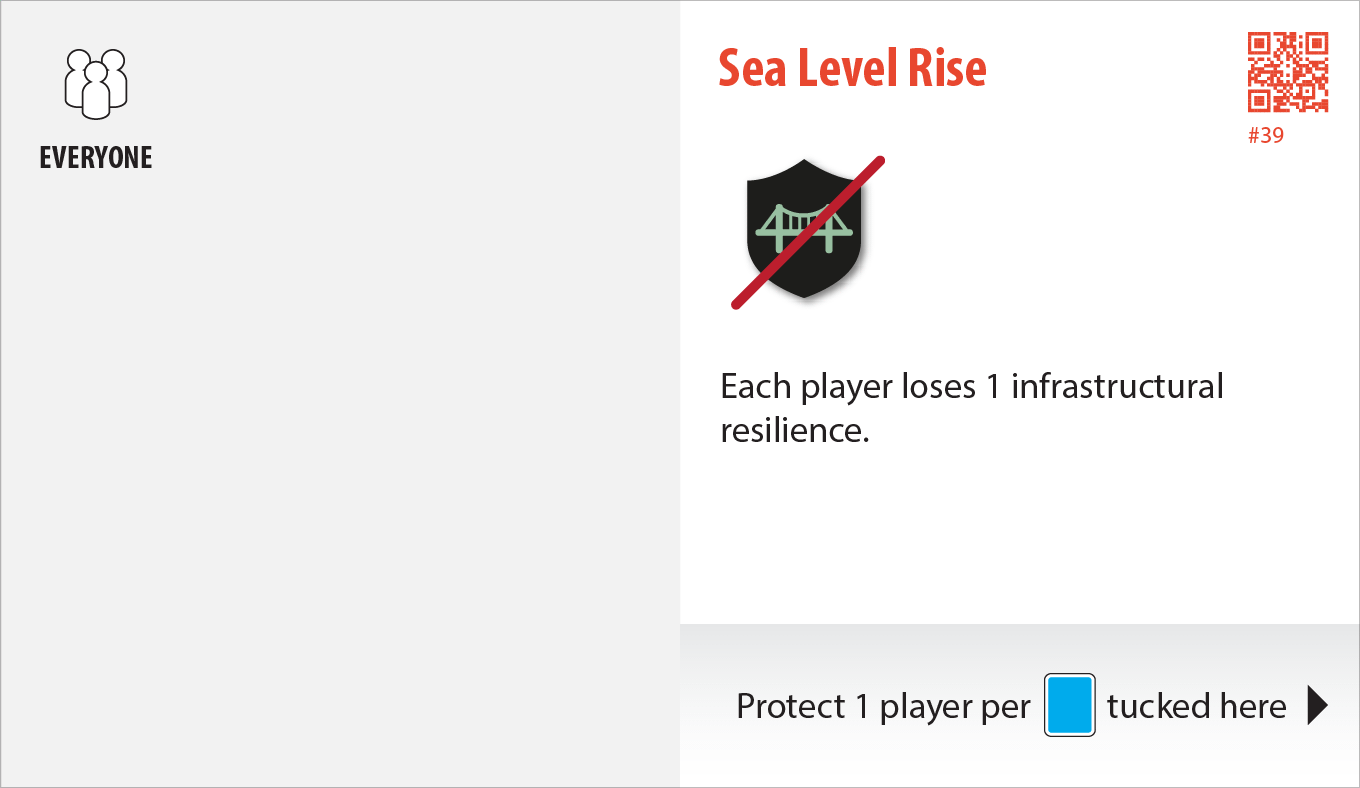 EVERYONE
Sea Level Rise
#39
Each player loses 1 infrastructural
resilience.
Protect 1 player per tucked here